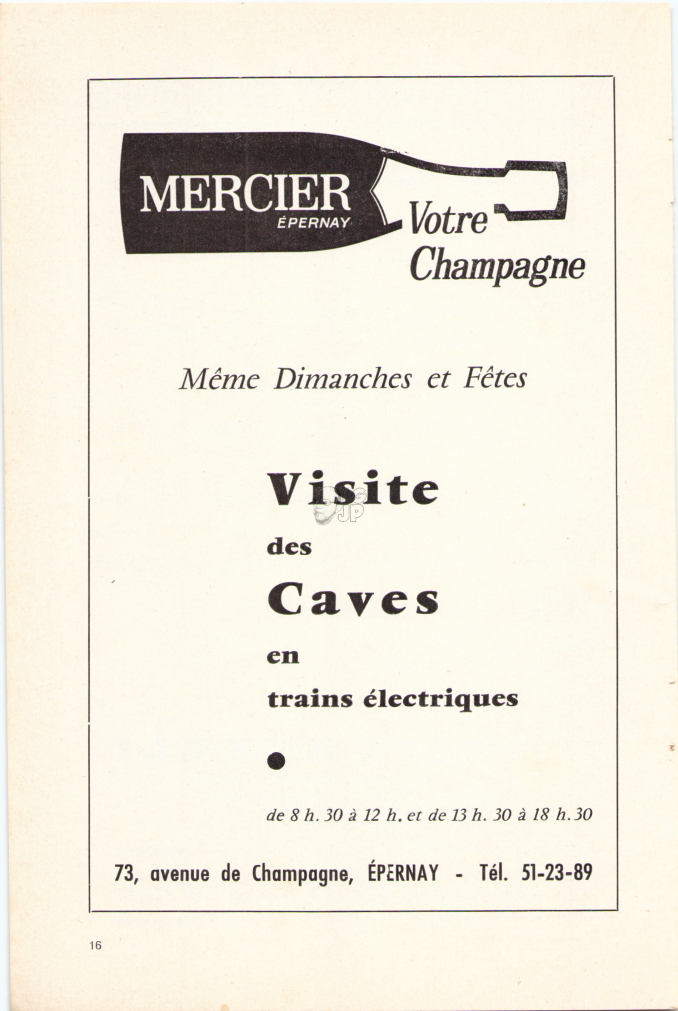 MERCIER
ÉPERNAY
Votre
Champagne
Même Dimanches et Fêtes
Visite
des
Caves
en
trains électriques
de 8 h. 30 à 12 h. et de 13 h. 30 à 18 h. 30
73, avenue de Champagne, ÉPERNAY - Tél. 51-23-89
16